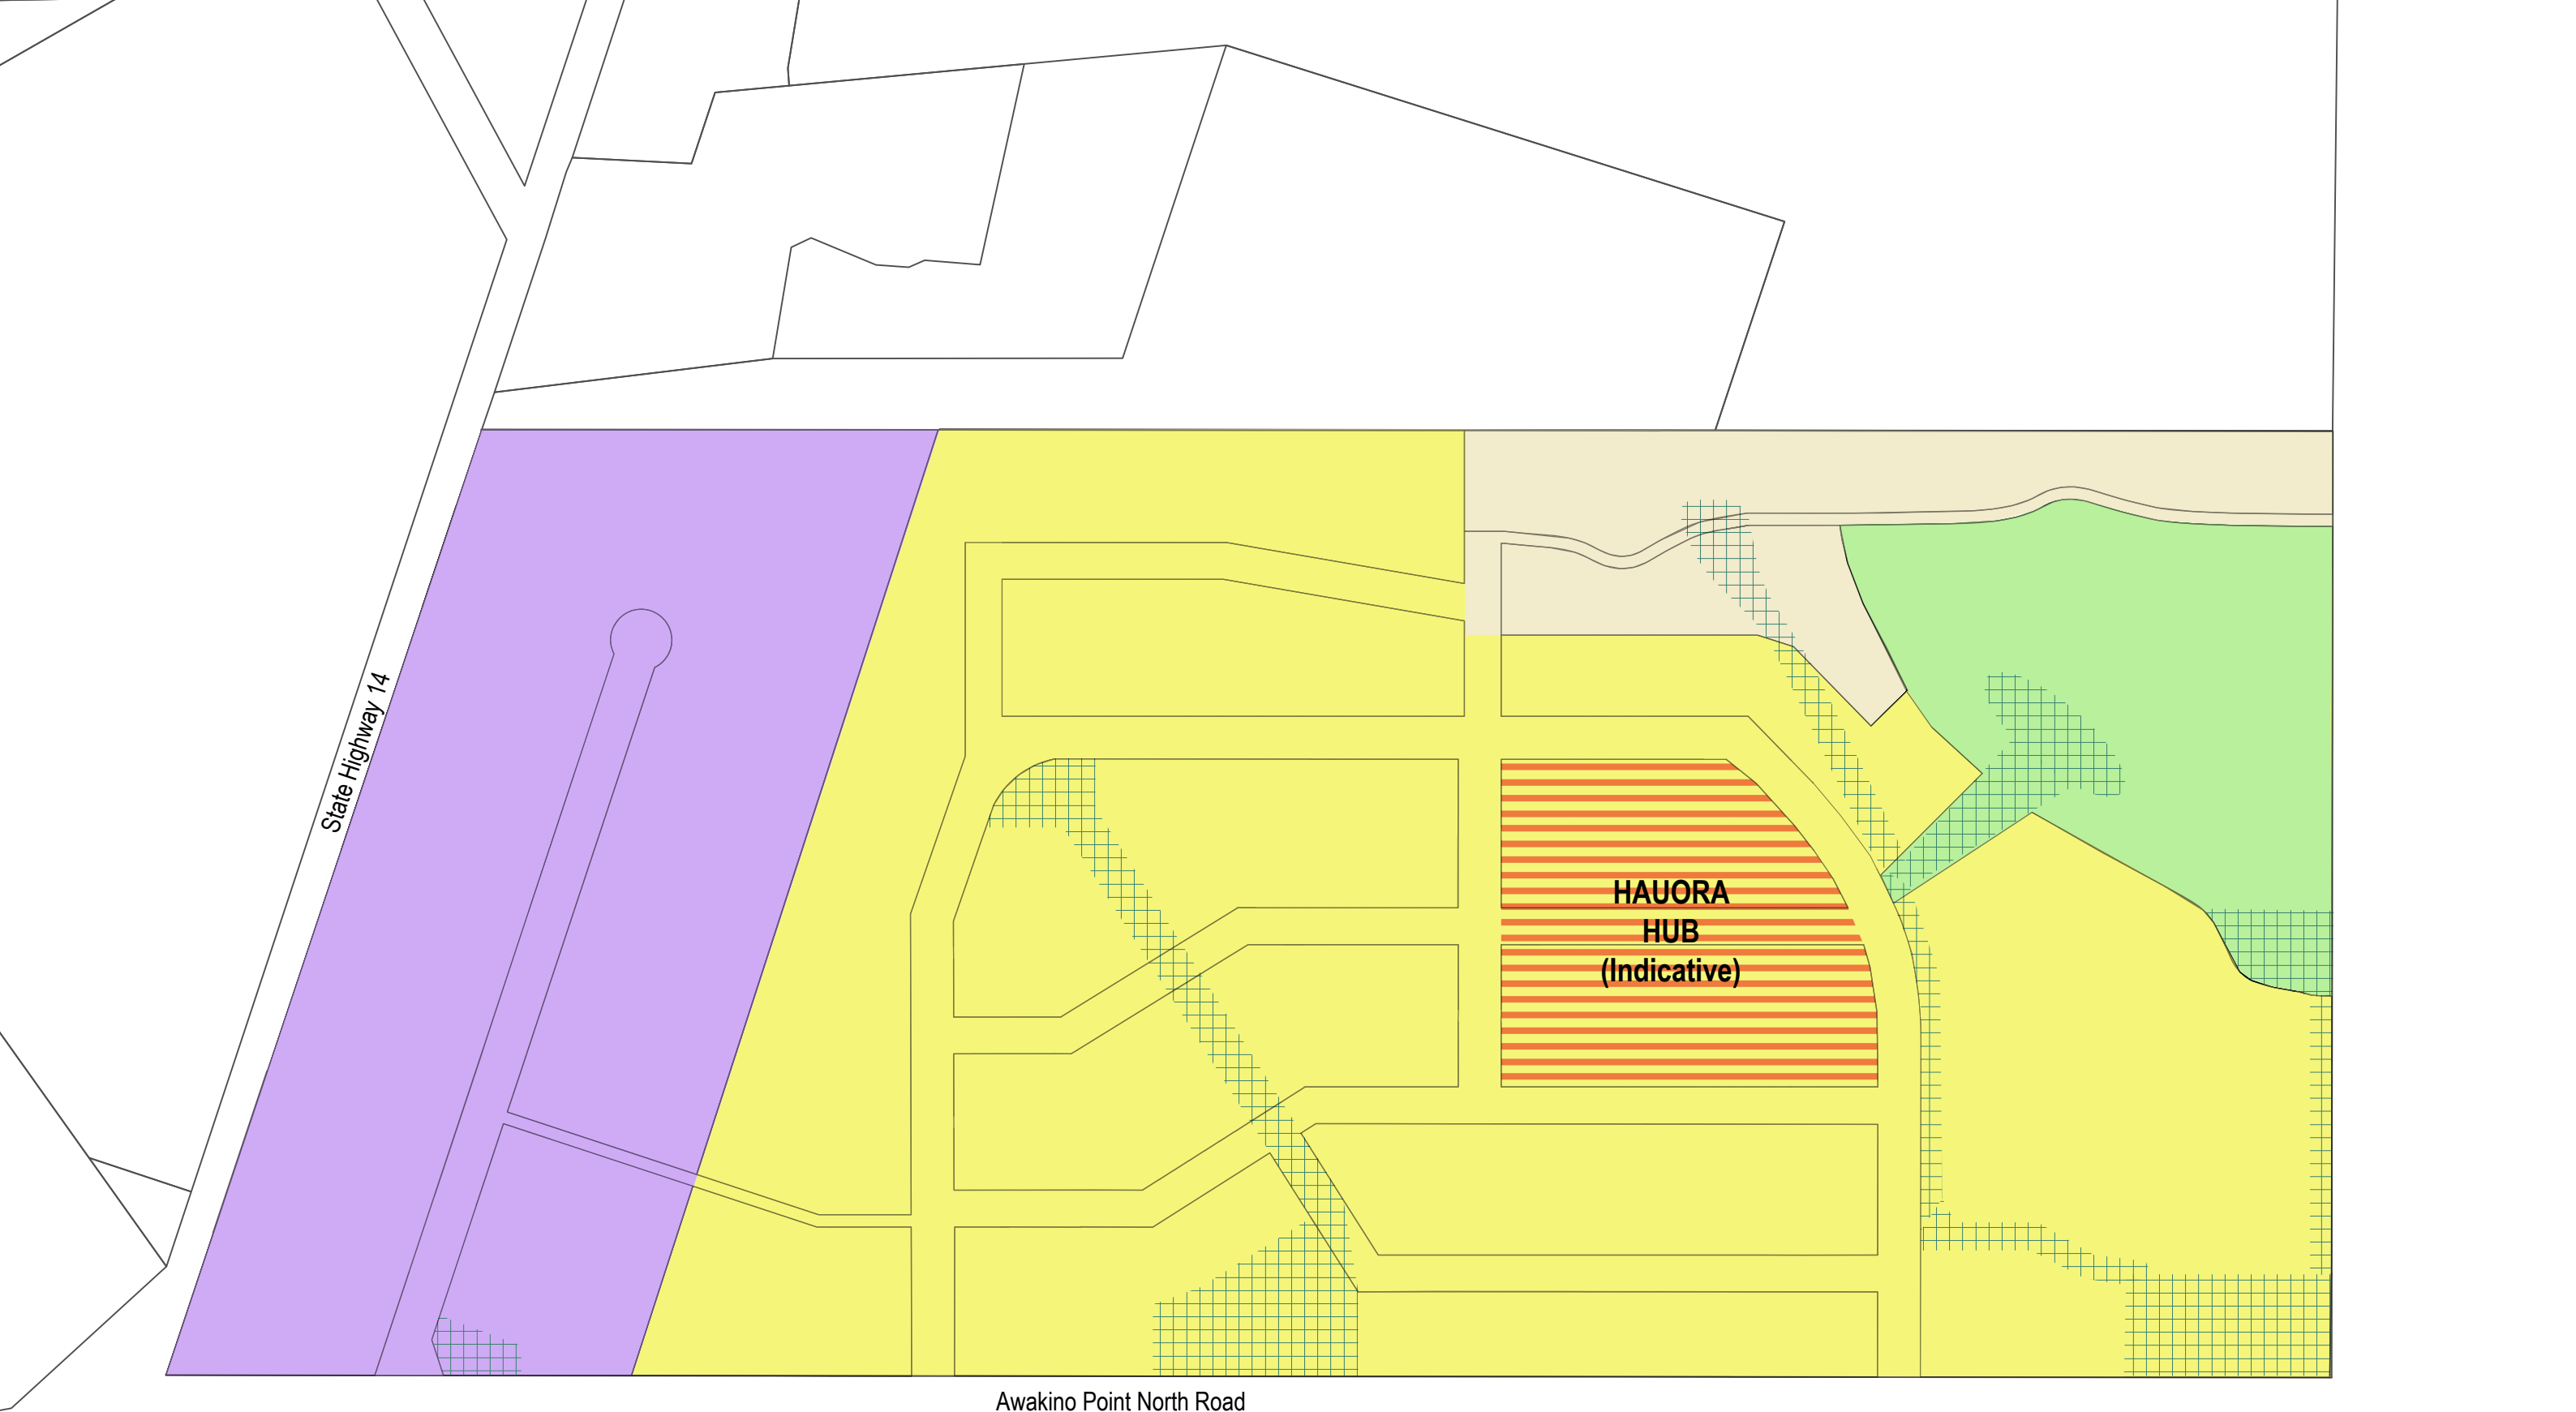 State Highway 14
HAUORA
HUB
(Indicative)
Awakino Point North Road